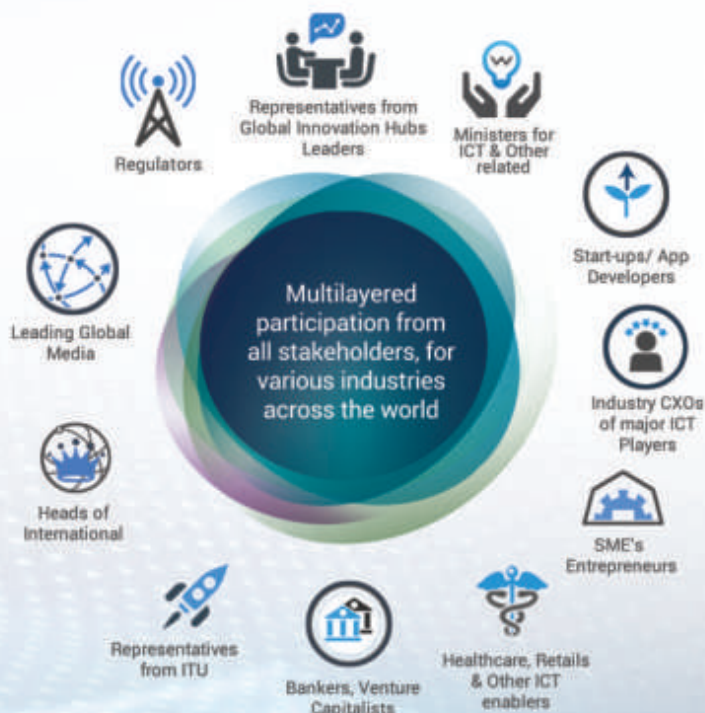 Representatives from
Global Innovation Hubs
Leaders
Ministers for
ICT & Other
related
Regulators
Start-ups/ App
Developers
Leading Global
Media
Multilayered
participation from
all stakeholders, for
various industries
across the world
Industry CXOs
of major ICT
Players
Heads of
International
SME's
Entrepreneurs
Representatives
from ITU
Bankers, Venture
Capitalists
Healthcare, Retails
& Other ICT
enablers